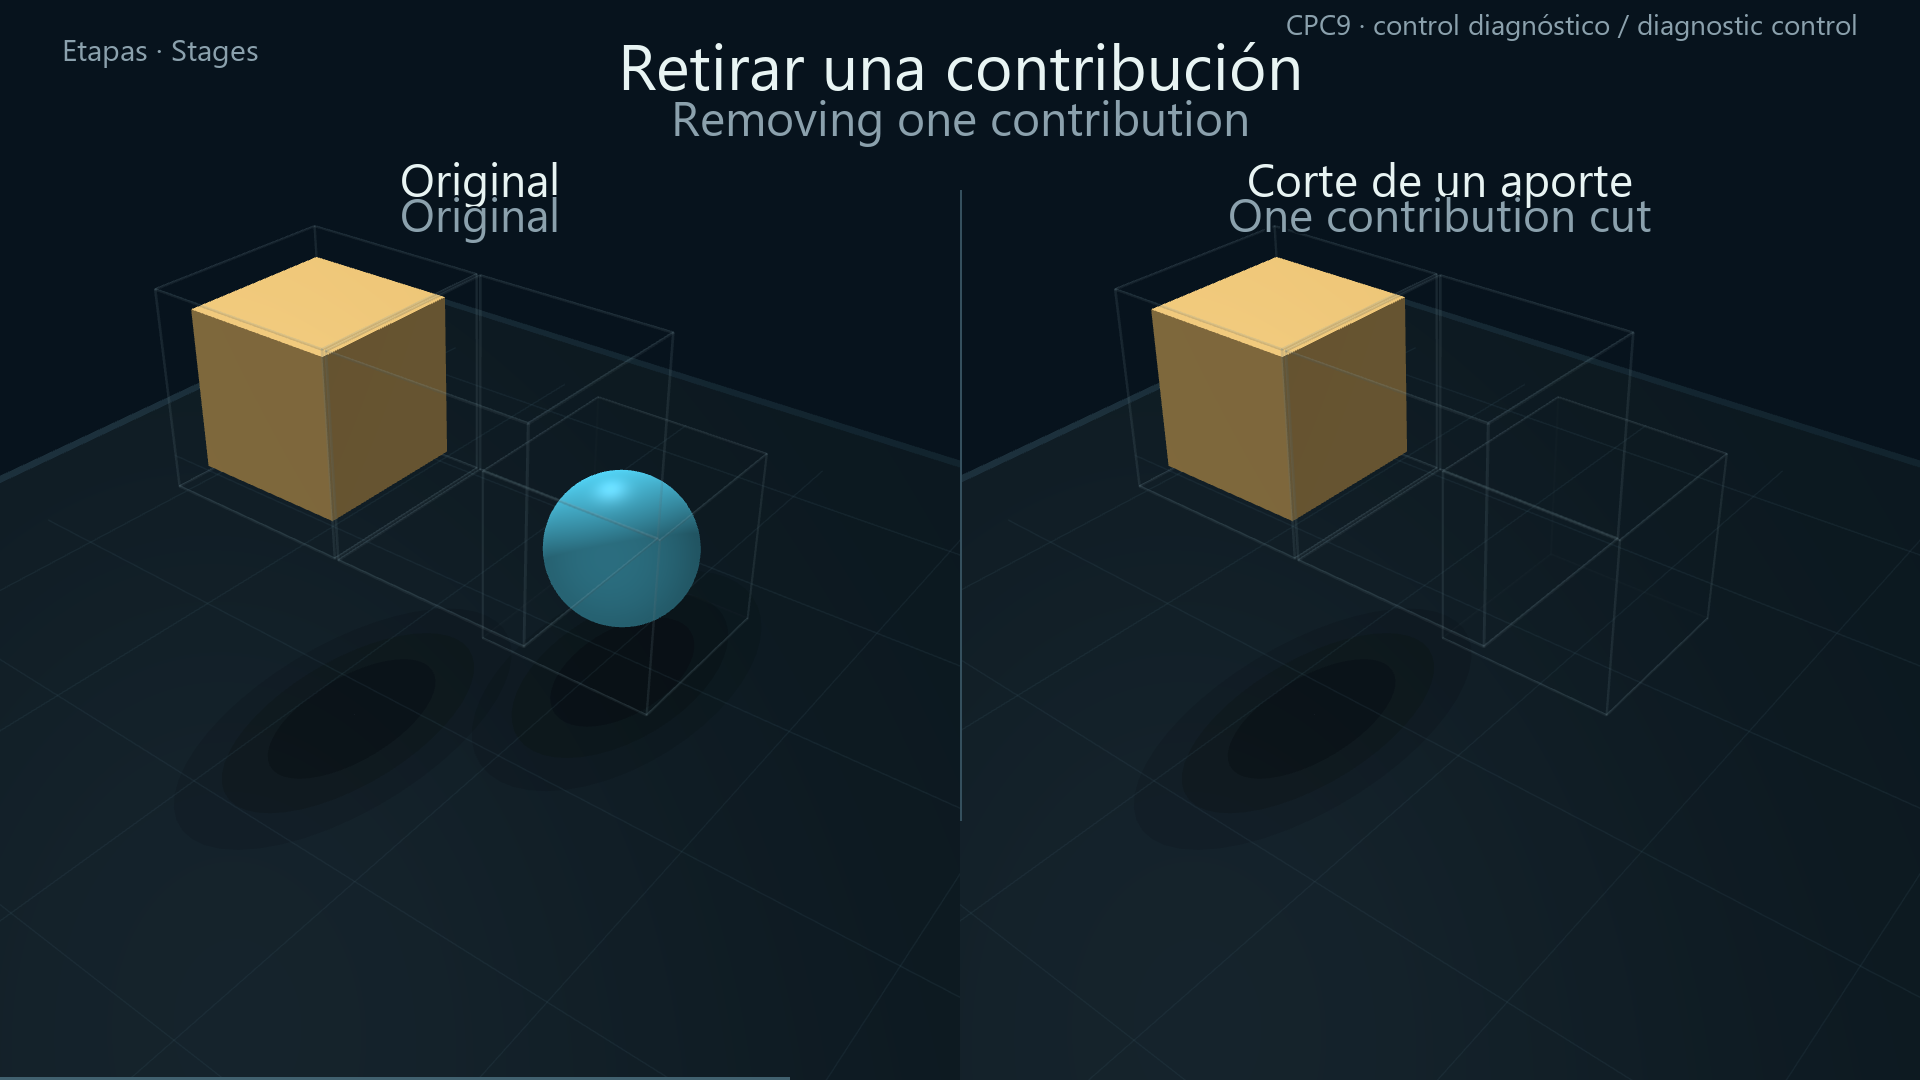 Etapas · Stages
CPC9 · control diagnóstico / diagnostic control
Retirar una contribución
Removing one contribution
Original
Original
Corte de un aporte
One contribution cut